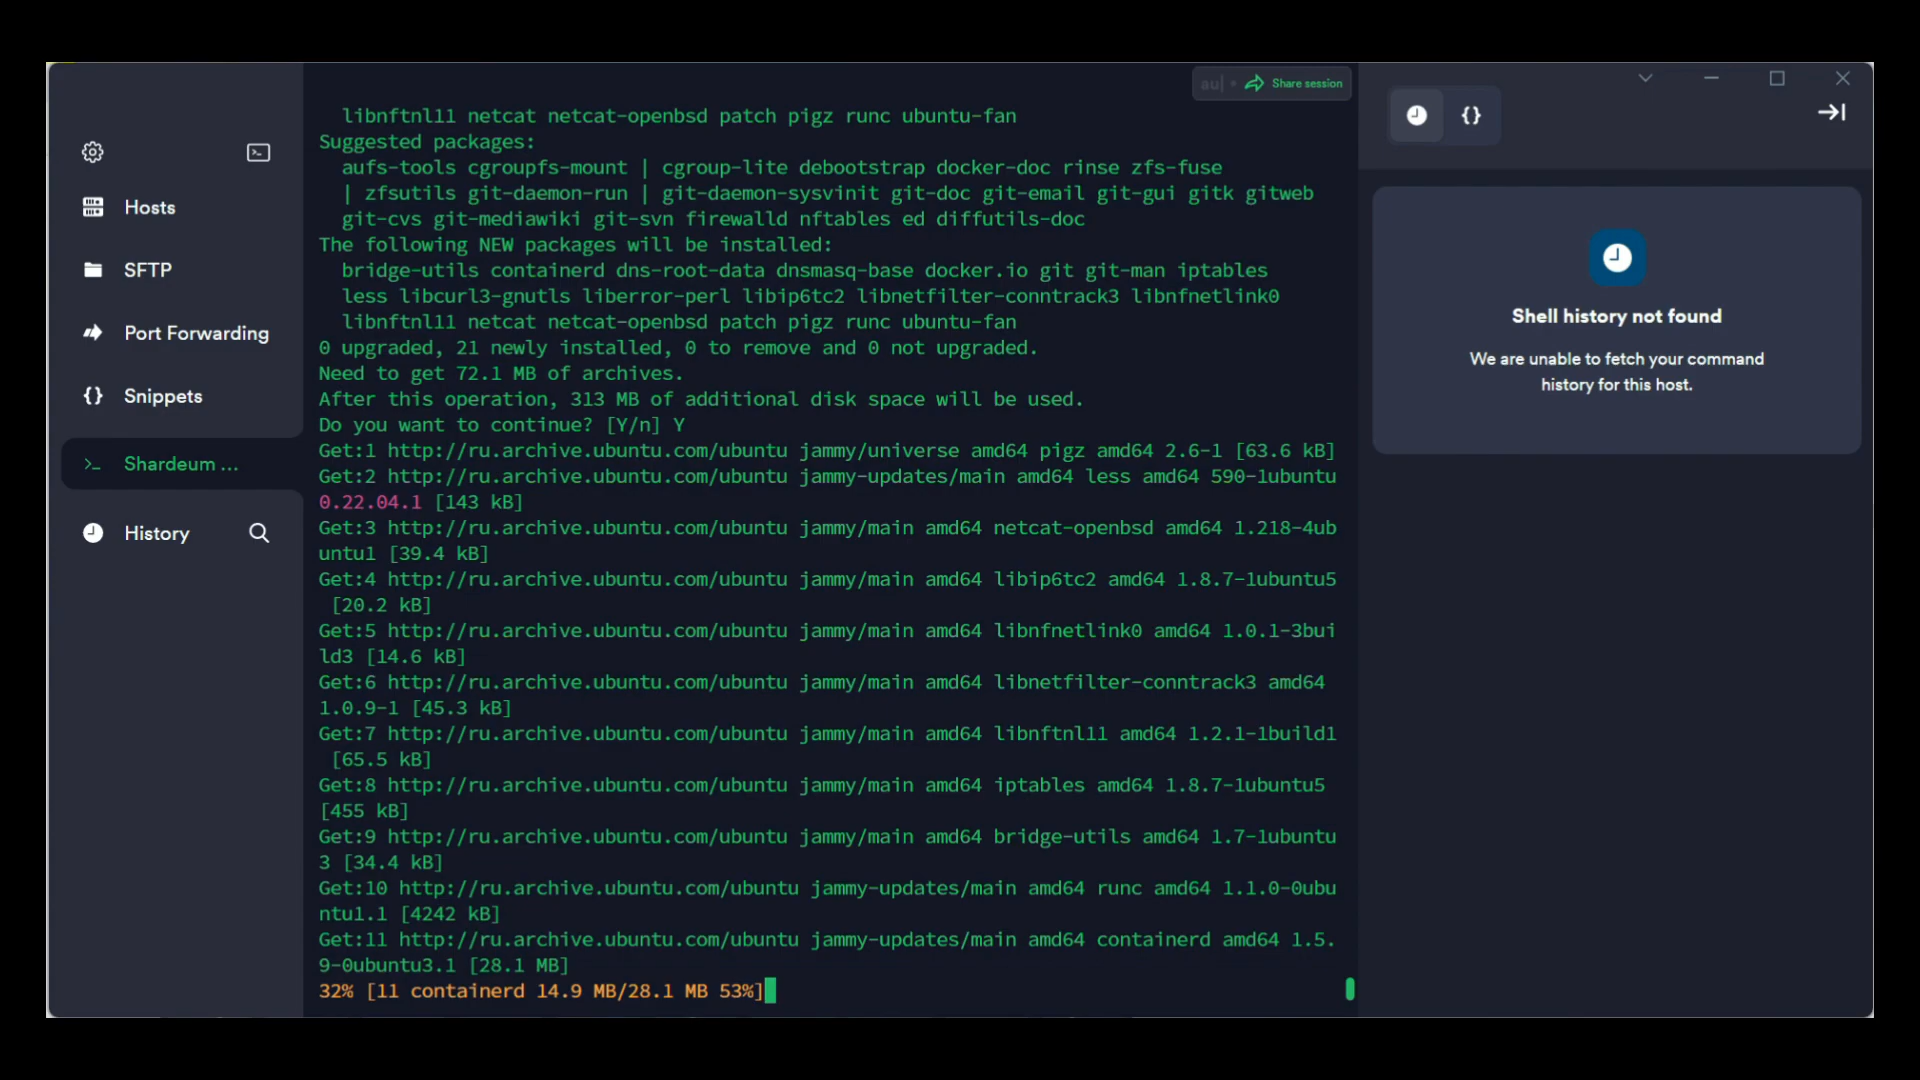 au| • Share session
libnftnl11 netcat netcat-openbsd patch pigz runc ubuntu-fan
Suggested packages:
aufs-tools cgroupfs-mount | cgroup-lite debootstrap docker-doc rinse zfs-fuse
| zfsutils git-daemon-run | git-daemon-sysvinit git-doc git-email git-gui gitk gitweb
git-cvs git-mediawiki git-svn firewalld nftables ed diffutils-doc
The following NEW packages will be installed:
bridge-utils containerd dns-root-data dnsmasq-base docker.io git git-man iptables
less libcurl3-gnutls liberror-perl libip6tc2 libnetfilter-conntrack3 libnfnetlink0
libnftnl11 netcat netcat-openbsd patch pigz runc ubuntu-fan
0 upgraded, 21 newly installed, 0 to remove and 0 not upgraded.
Need to get 72.1 MB of archives.
After this operation, 313 MB of additional disk space will be used.
Do you want to continue? [Y/n] Y
Get:1 http://ru.archive.ubuntu.com/ubuntu jammy/universe amd64 pigz amd64 2.6-1 [63.6 kB]
Get:2 http://ru.archive.ubuntu.com/ubuntu jammy-updates/main amd64 less amd64 590-1ubuntu
0.22.04.1 [143 kB]
Get:3 http://ru.archive.ubuntu.com/ubuntu jammy/main amd64 netcat-openbsd amd64 1.218-4ub
untu1 [39.4 kB]
Get:4 http://ru.archive.ubuntu.com/ubuntu jammy/main amd64 libip6tc2 amd64 1.8.7-1ubuntu5
[20.2 kB]
Get:5 http://ru.archive.ubuntu.com/ubuntu jammy/main amd64 libnfnetlink0 amd64 1.0.1-3bui
ld3 [14.6 kB]
Get:6 http://ru.archive.ubuntu.com/ubuntu jammy/main amd64 libnetfilter-conntrack3 amd64
1.0.9-1 [45.3 kB]
Get:7 http://ru.archive.ubuntu.com/ubuntu jammy/main amd64 libnftnl11 amd64 1.2.1-1build1
[65.5 kB]
Get:8 http://ru.archive.ubuntu.com/ubuntu jammy/main amd64 iptables amd64 1.8.7-1ubuntu5
[455 kB]
Get:9 http://ru.archive.ubuntu.com/ubuntu jammy/main amd64 bridge-utils amd64 1.7-1ubuntu
3 [34.4 kB]
Get:10 http://ru.archive.ubuntu.com/ubuntu jammy-updates/main amd64 runc amd64 1.1.0-0ubu
ntu1.1 [4242 kB]
Get:11 http://ru.archive.ubuntu.com/ubuntu jammy-updates/main amd64 containerd amd64 1.5.
9-0ubuntu3.1 [28.1 MB]
32% [11 containerd 14.9 MB/28.1 MB 53%]
Hosts
SFTP
Port Forwarding
{} Snippets
>_ Shardeum ...
History
{}
Shell history not found
We are unable to fetch your command
history for this host.